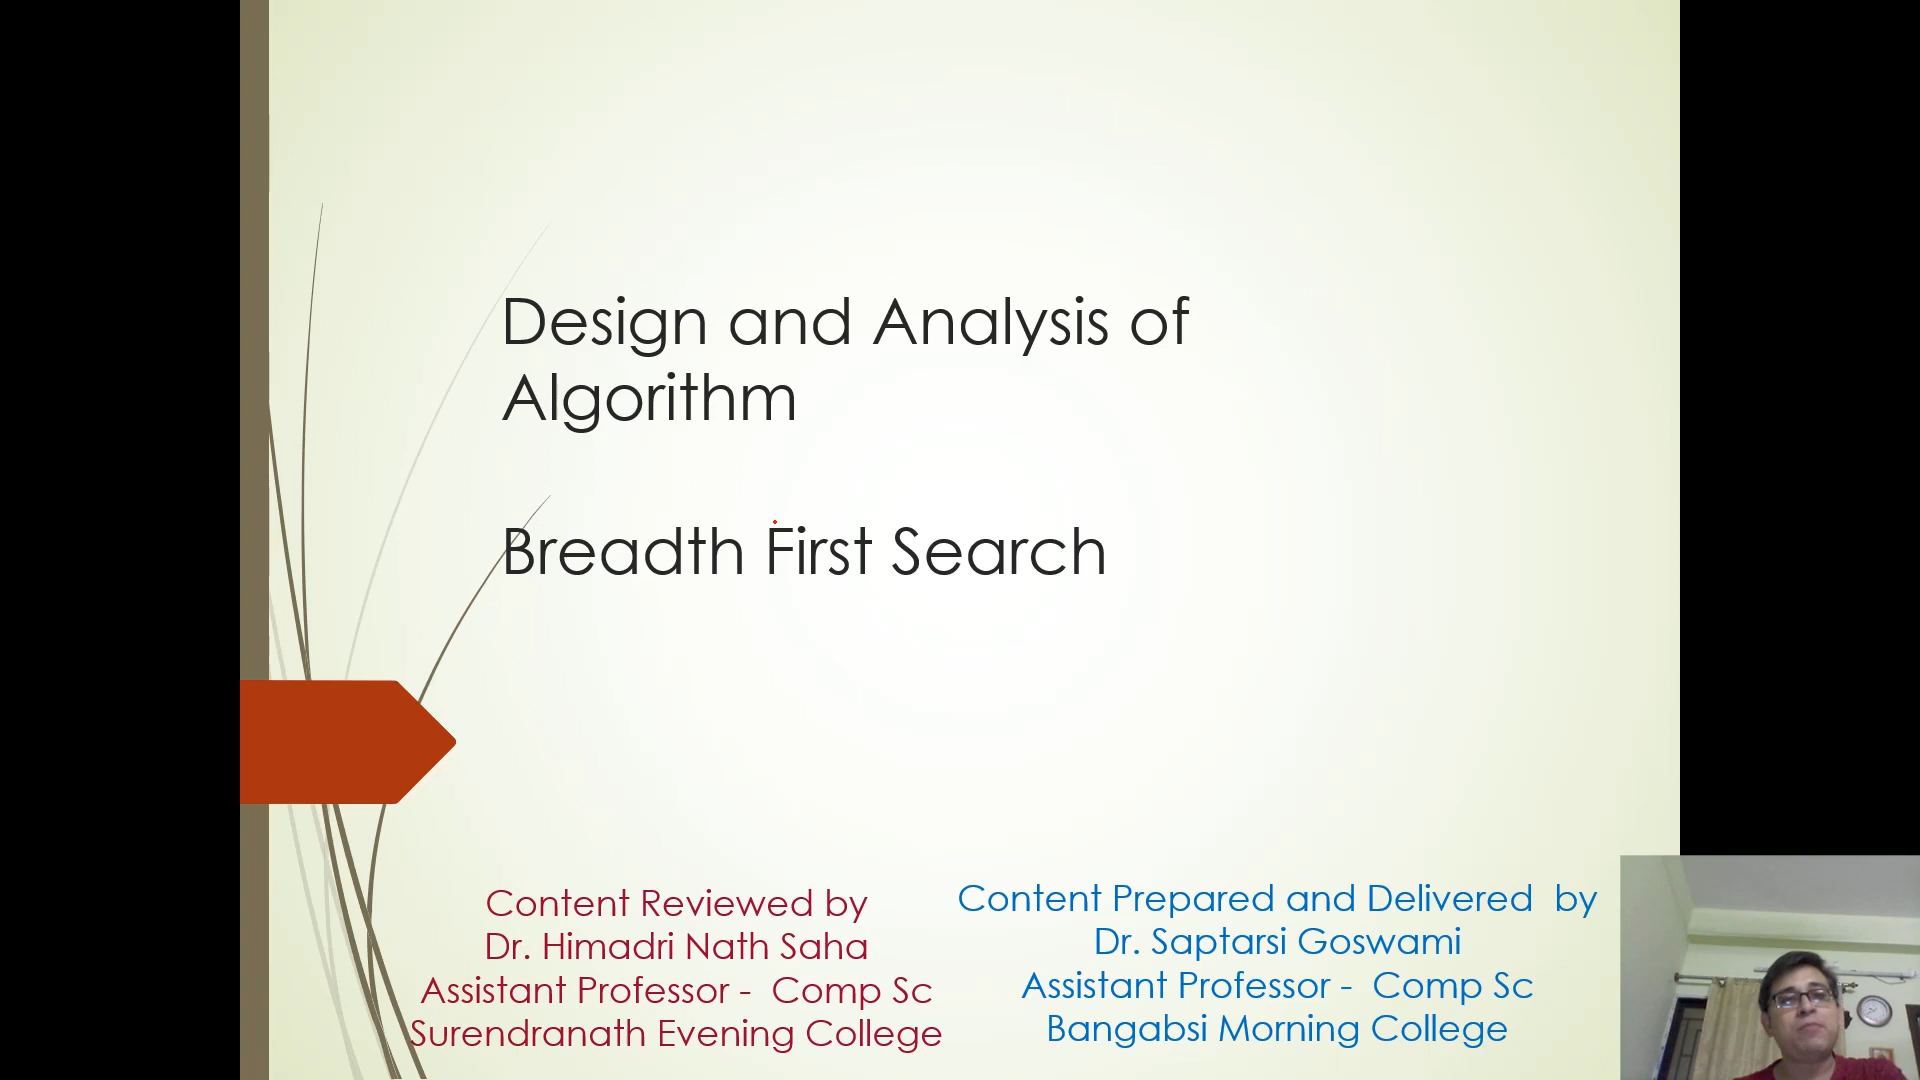 Design and Analysis of
Algorithm
Breadth First Search
Content Reviewed by
Dr. Himadri Nath Saha
Assistant Professor - Comp Sc
Surendranath Evening College
Content Prepared and Delivered by
Dr. Saptarsi Goswami
Assistant Professor - Comp Sc
Bangabsi Morning College